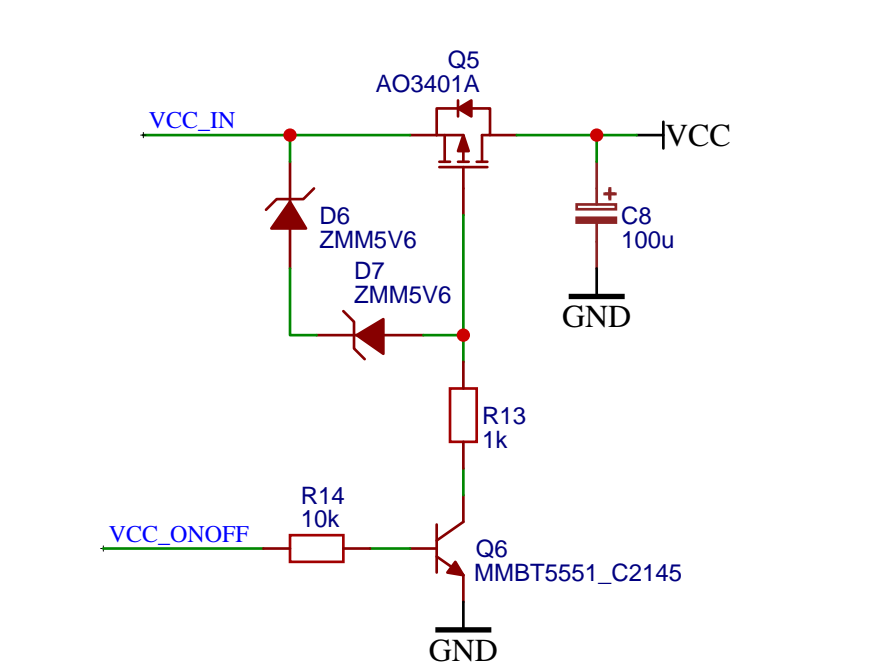 Q5
AO3401A
VCC_IN
VCC
+
D6
ZMM5V6
C8
100u
D7
ZMM5V6
GND
R13
1k
R14
10k
VCC_ONOFF
Q6
MMBT5551_C2145
GND